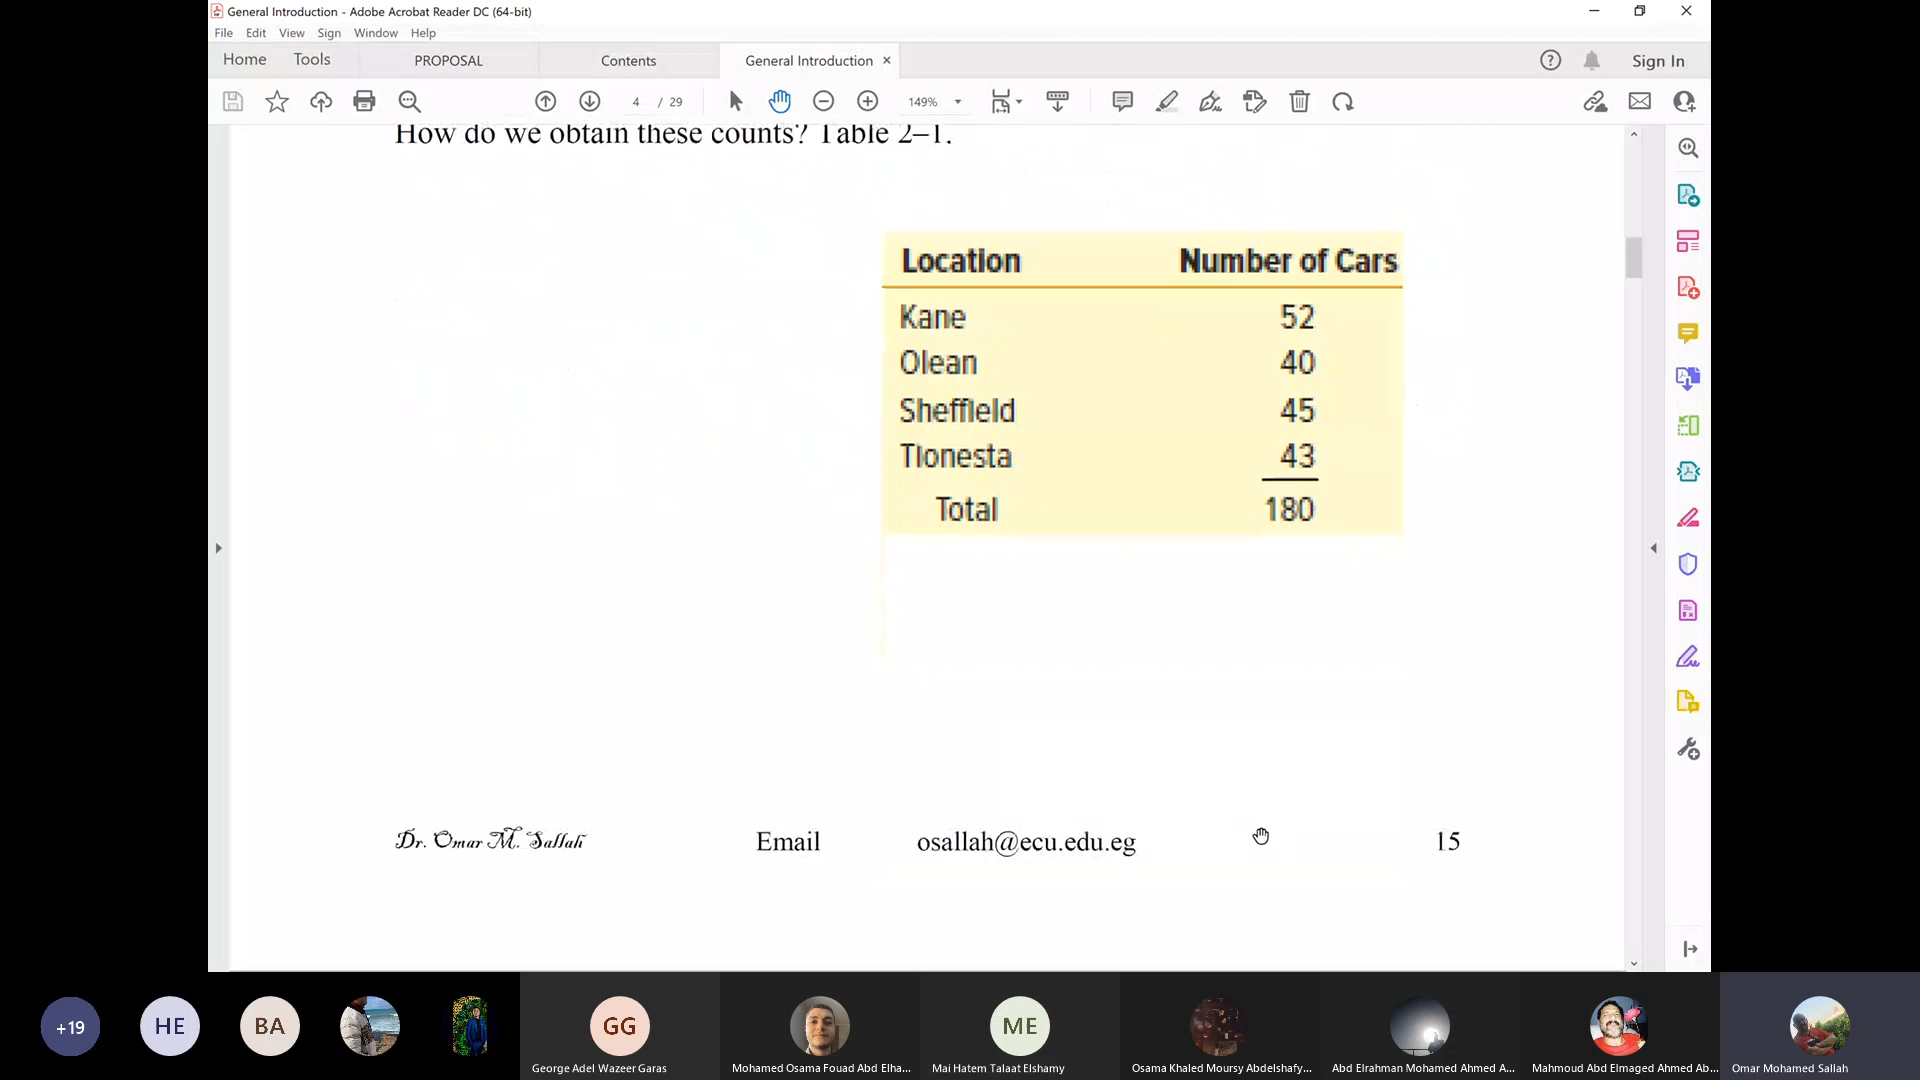 General Introduction - Adobe Acrobat Reader DC (64-bit)
File Edit View Sign Window Help
Home Tools PROPOSAL Contents General Introduction × Sign In
4 / 29 149%
How do we obtain these counts? Table 2–1.
Location Number of Cars
Kane 52
Olean 40
Sheffield 45
Tionesta 43
Total 180
Dr. Omar M. Sallah Email osallah@ecu.edu.eg 15
+19 HE BA GG ME
George Adel Wazeer Garas Mohamed Osama Fouad Abd Elha... Mai Hatem Talaat Elshamy Osama Khaled Moursy Abdelshafy... Abd Elrahman Mohamed Ahmed A... Mahmoud Abd Elmaged Ahmed Ab... Omar Mohamed Sallah